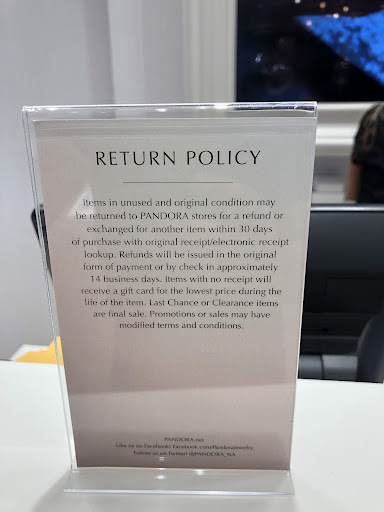 RETURN POLICY
Items in unused and original condition may
be returned to PANDORA stores for a refund or
exchanged for another item within 30 days
of purchase with original receipt/electronic receipt
lookup. Refunds will be issued in the original
form of payment or by check in approximately
14 business days. Items with no receipt will
receive a gift card for the lowest price during the
life of the item. Last Chance or Clearance items
are final sale. Promotions or sales may have
modified terms and conditions.
PANDORA.net
Like us on Facebook! Facebook.com/PandoraJewelry
Follow us on Twitter! @PANDORA_NA